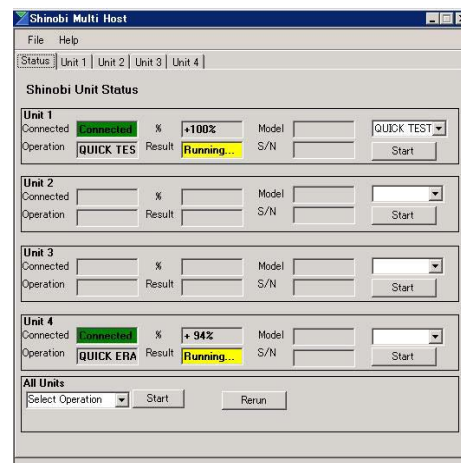 Shinobi Multi Host
File Help
Status Unit 1 Unit 2 Unit 3 Unit 4
Shinobi Unit Status
Unit 1
Connected Connected % +100% Model QUICK TEST
Operation QUICK TES Result Running... S/N Start
Unit 2
Connected % Model
Operation Result S/N Start
Unit 3
Connected % Model
Operation Result S/N Start
Unit 4
Connected Connected % + 94% Model
Operation QUICK ERA Result Running... S/N Start
All Units
Select Operation Start Rerun